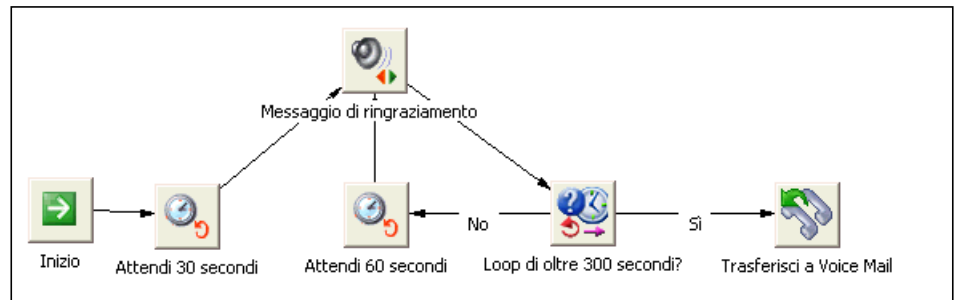 Messaggio di ringraziamento
No
Sì
Inizio
Attendi 30 secondi
Attendi 60 secondi
Loop di oltre 300 secondi?
Trasferisci a Voice Mail